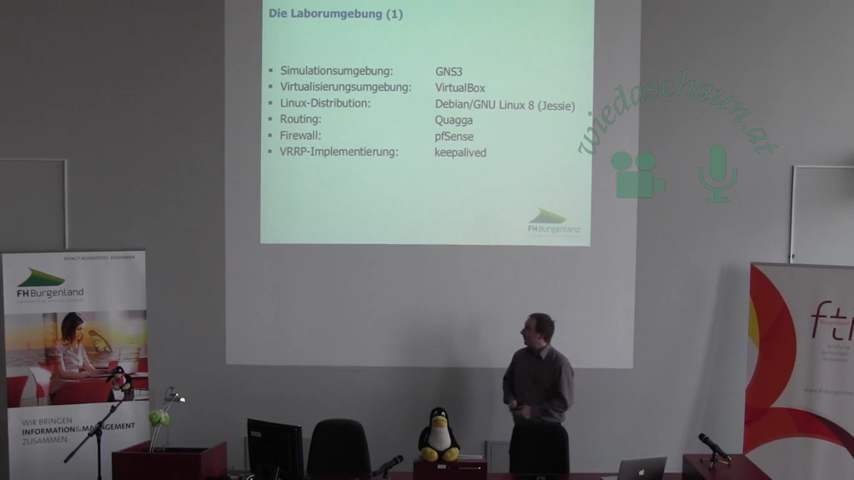 Die Laborumgebung (1)
▪ Simulationsumgebung: GNS3
▪ Virtualisierungsumgebung: VirtualBox
▪ Linux-Distribution: Debian/GNU Linux 8 (Jessie)
▪ Routing: Quagga
▪ Firewall: pfSense
▪ VRRP-Implementierung: keepalived
FH Burgenland
wiedaschaun.at
FH Burgenland
WIR BRINGEN
INFORMATION&MANAGEMENT
ZUSAMMEN.